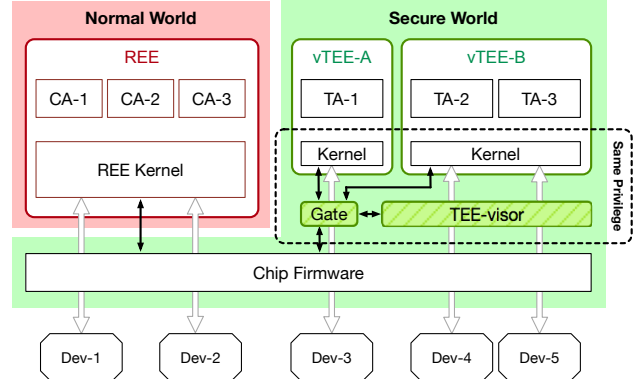 Normal World
Secure World
REE
vTEE-A
vTEE-B
CA-1
CA-2
CA-3
TA-1
TA-2
TA-3
REE Kernel
Kernel
Kernel
Same Privilege
Gate
TEE-visor
Chip Firmware
Dev-1
Dev-2
Dev-3
Dev-4
Dev-5